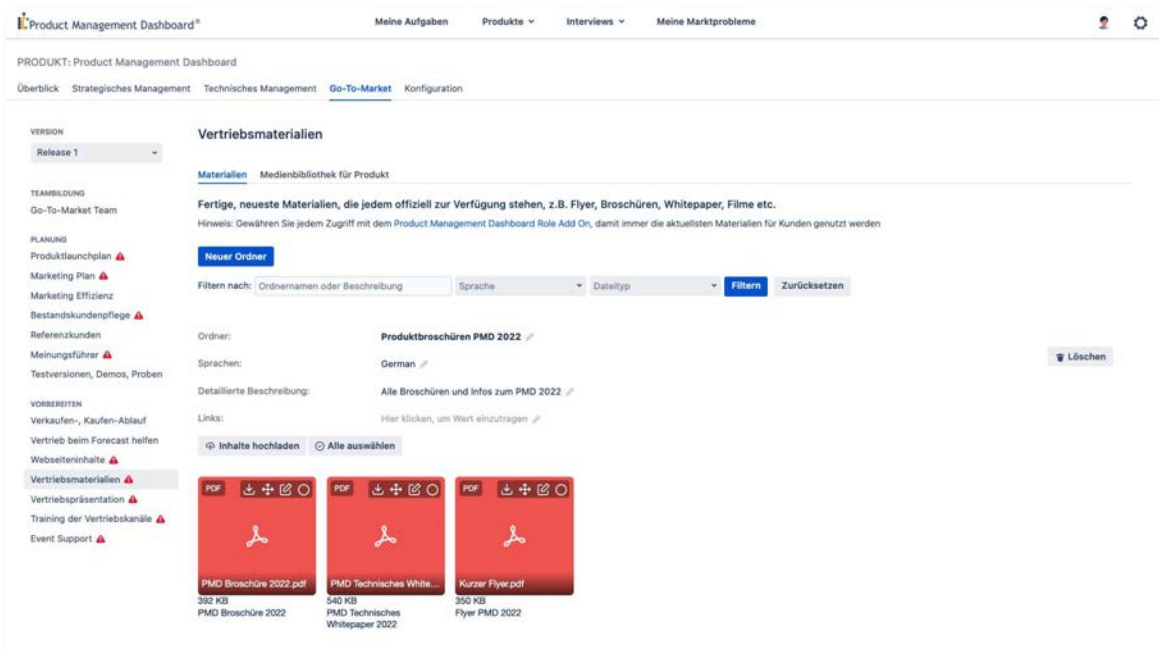 Product Management Dashboard®
Meine Aufgaben Produkte Interviews Meine Marktprobleme
PRODUKT: Product Management Dashboard
Überblick Strategisches Management Technisches Management Go-To-Market Konfiguration
VERSION
Release 1
TEAMBILDUNG
Go-To-Market Team
PLANUNG
Produktlaunchplan
Marketing Plan
Marketing Effizienz
Bestandskundenpflege
Referenzkunden
Meinungsführer
Testversionen, Demos, Proben
VORBEREITEN
Verkaufen-, Kaufen-Ablauf
Vertrieb beim Forecast helfen
Webseiteninhalte
Vertriebsmaterialien
Vertriebspräsentation
Training der Vertriebskanäle
Event Support
Vertriebsmaterialien
Materialien Medienbibliothek für Produkt
Fertige, neueste Materialien, die jedem offiziell zur Verfügung stehen, z.B. Flyer, Broschüren, Whitepaper, Filme etc.
Hinweis: Gewähren Sie jedem Zugriff mit dem Product Management Dashboard Role Add On, damit immer die aktuellsten Materialien für Kunden genutzt werden
Neuer Ordner
Filtern nach: Ordnernamen oder Beschreibung Sprache Dateityp Filtern Zurücksetzen
Ordner: Produktbroschüren PMD 2022
Löschen
Sprachen: German
Detaillierte Beschreibung: Alle Broschüren und Infos zum PMD 2022
Links: Hier klicken, um Wert einzutragen
Inhalte hochladen Alle auswählen
PDF PDF PDF
PMD Broschüre 2022.pdf PMD Technisches White... Kurzer Flyer.pdf
392 KB 540 KB 350 KB
PMD Broschüre 2022 PMD Technisches Flyer PMD 2022
Whitepaper 2022